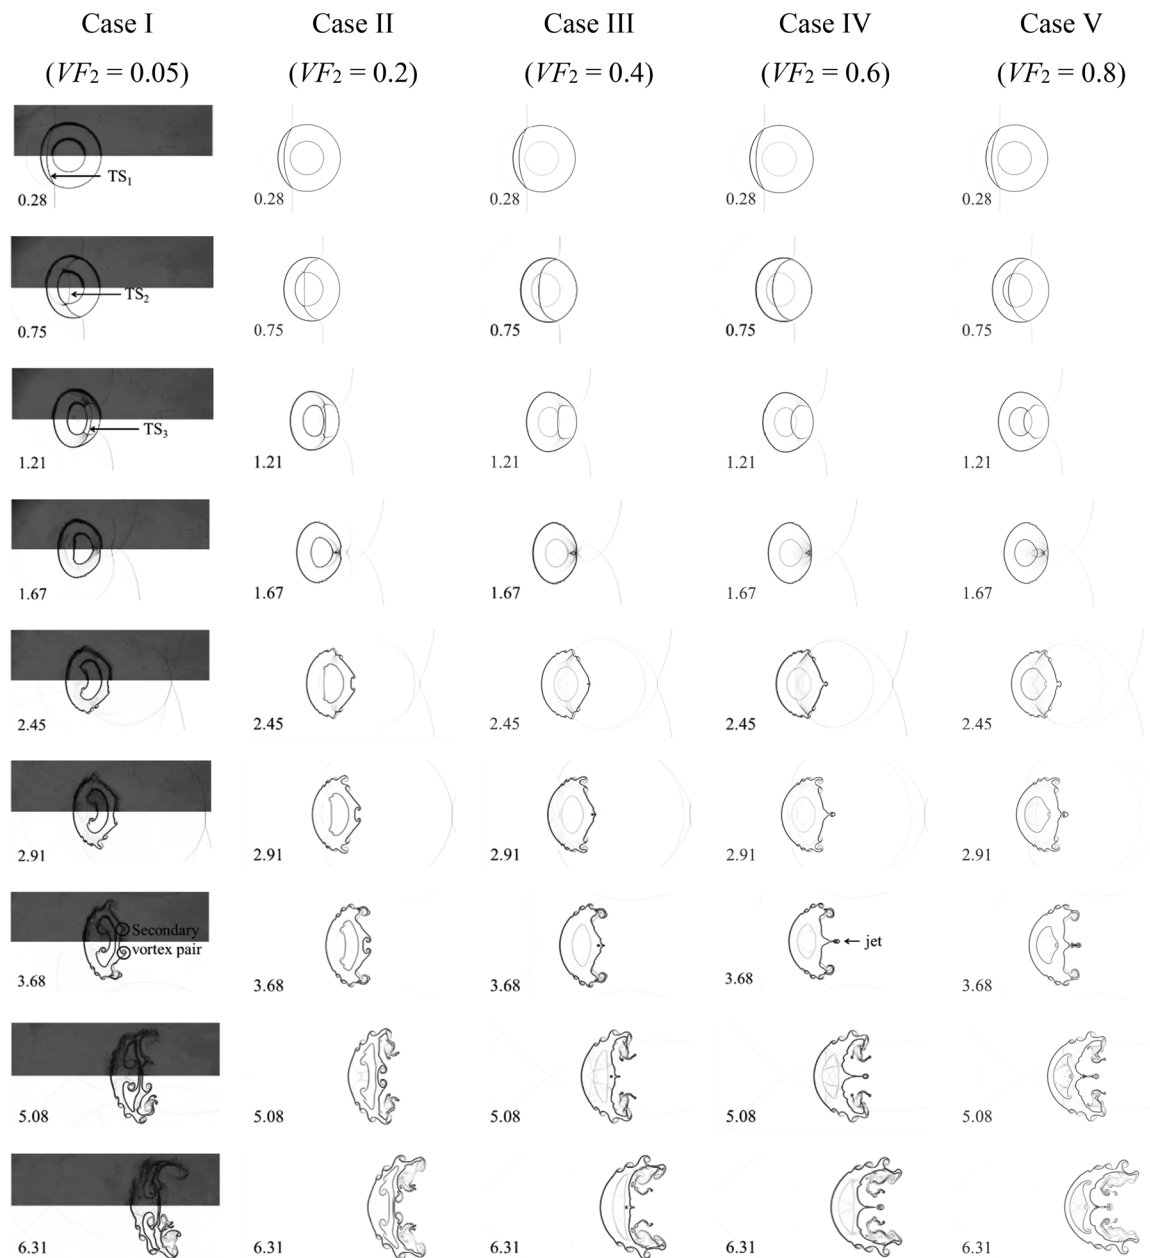 Case I Case II Case III Case IV Case V
(VF2 = 0.05) (VF2 = 0.2) (VF2 = 0.4) (VF2 = 0.6) (VF2 = 0.8)
TS1
0.28 0.28 0.28 0.28 0.28
TS2
0.75 0.75 0.75 0.75 0.75
TS3
1.21 1.21 1.21 1.21 1.21
1.67 1.67 1.67 1.67 1.67
2.45 2.45 2.45 2.45 2.45
2.91 2.91 2.91 2.91 2.91
Secondary
vortex pair
jet
3.68 3.68 3.68 3.68 3.68
5.08 5.08 5.08 5.08 5.08
6.31 6.31 6.31 6.31 6.31